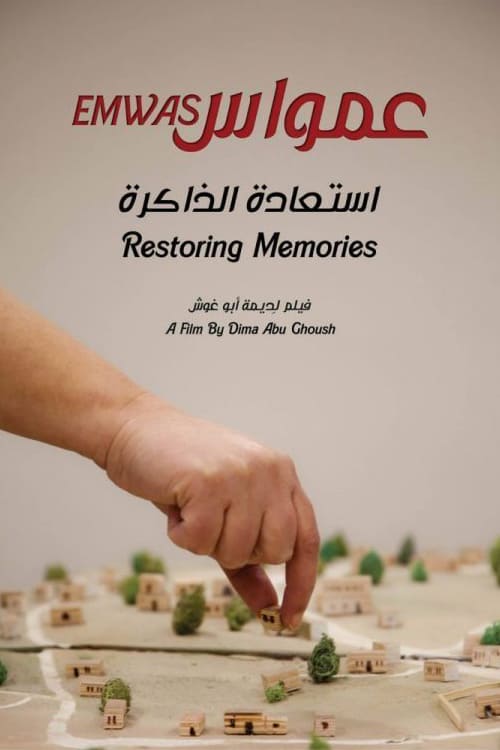 EMWAS عمواس
استعادة الذاكرة
Restoring Memories
فيلم لديمة أبو غوش
A Film By Dima Abu Ghoush